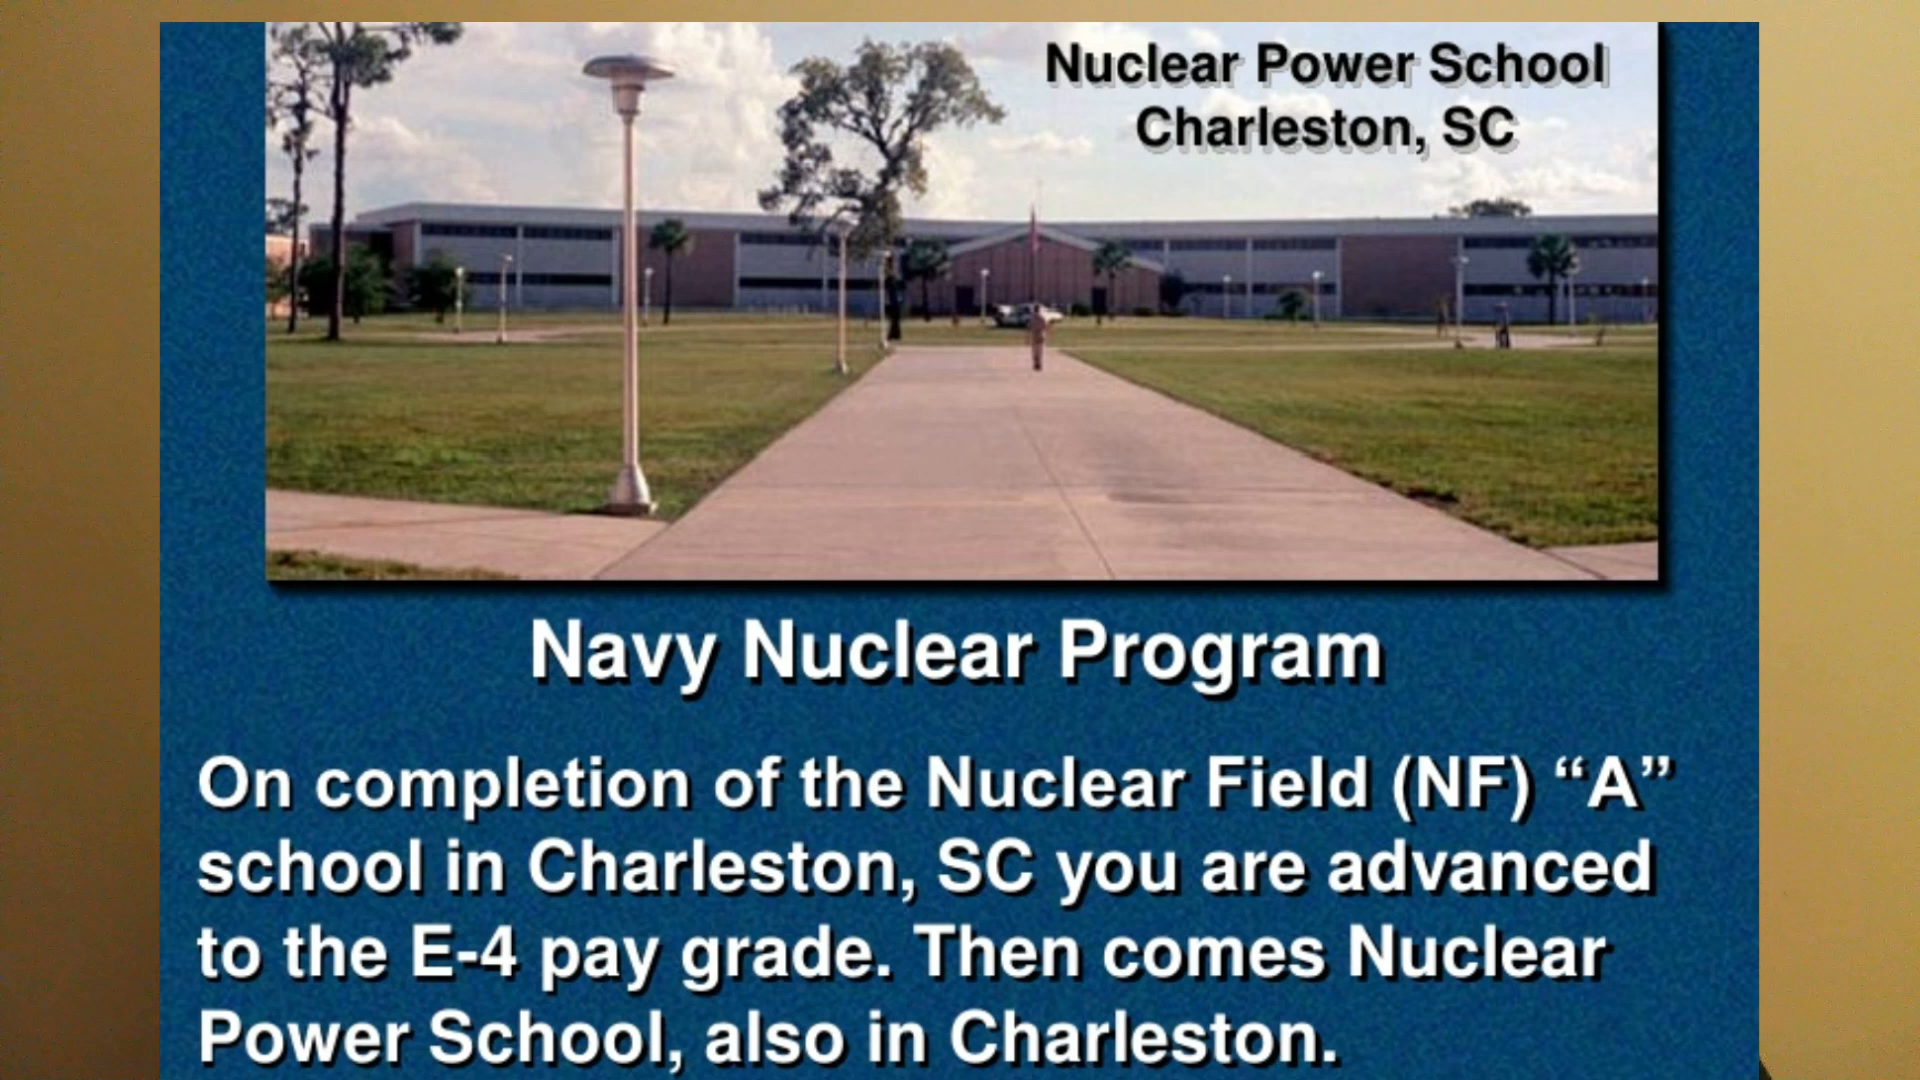 Nuclear Power School
Charleston, SC
Navy Nuclear Program
On completion of the Nuclear Field (NF) “A”
school in Charleston, SC you are advanced
to the E-4 pay grade. Then comes Nuclear
Power School, also in Charleston.